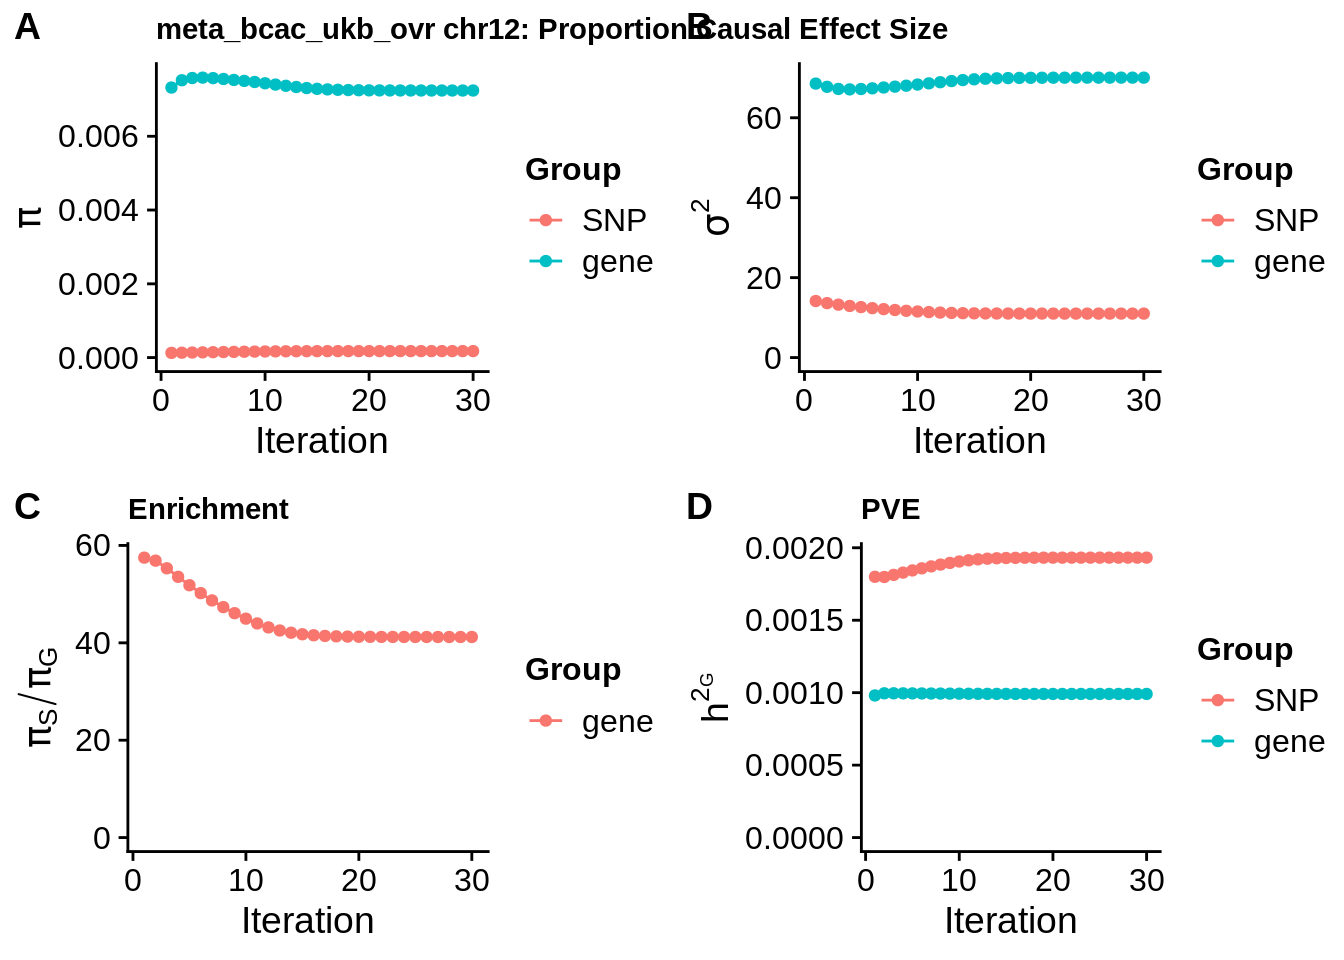 A
meta_bcac_ukb_ovr chr12: Proportion
π
0.006
0.004
0.002
0.000
0 10 20 30
Iteration
Group
SNP
gene
B
Causal Effect Size
σ²
60
40
20
0
0 10 20 30
Iteration
Group
SNP
gene
C
Enrichment
π_S/π_G
60
40
20
0
0 10 20 30
Iteration
Group
gene
D
PVE
h²G
0.0020
0.0015
0.0010
0.0005
0.0000
0 10 20 30
Iteration
Group
SNP
gene